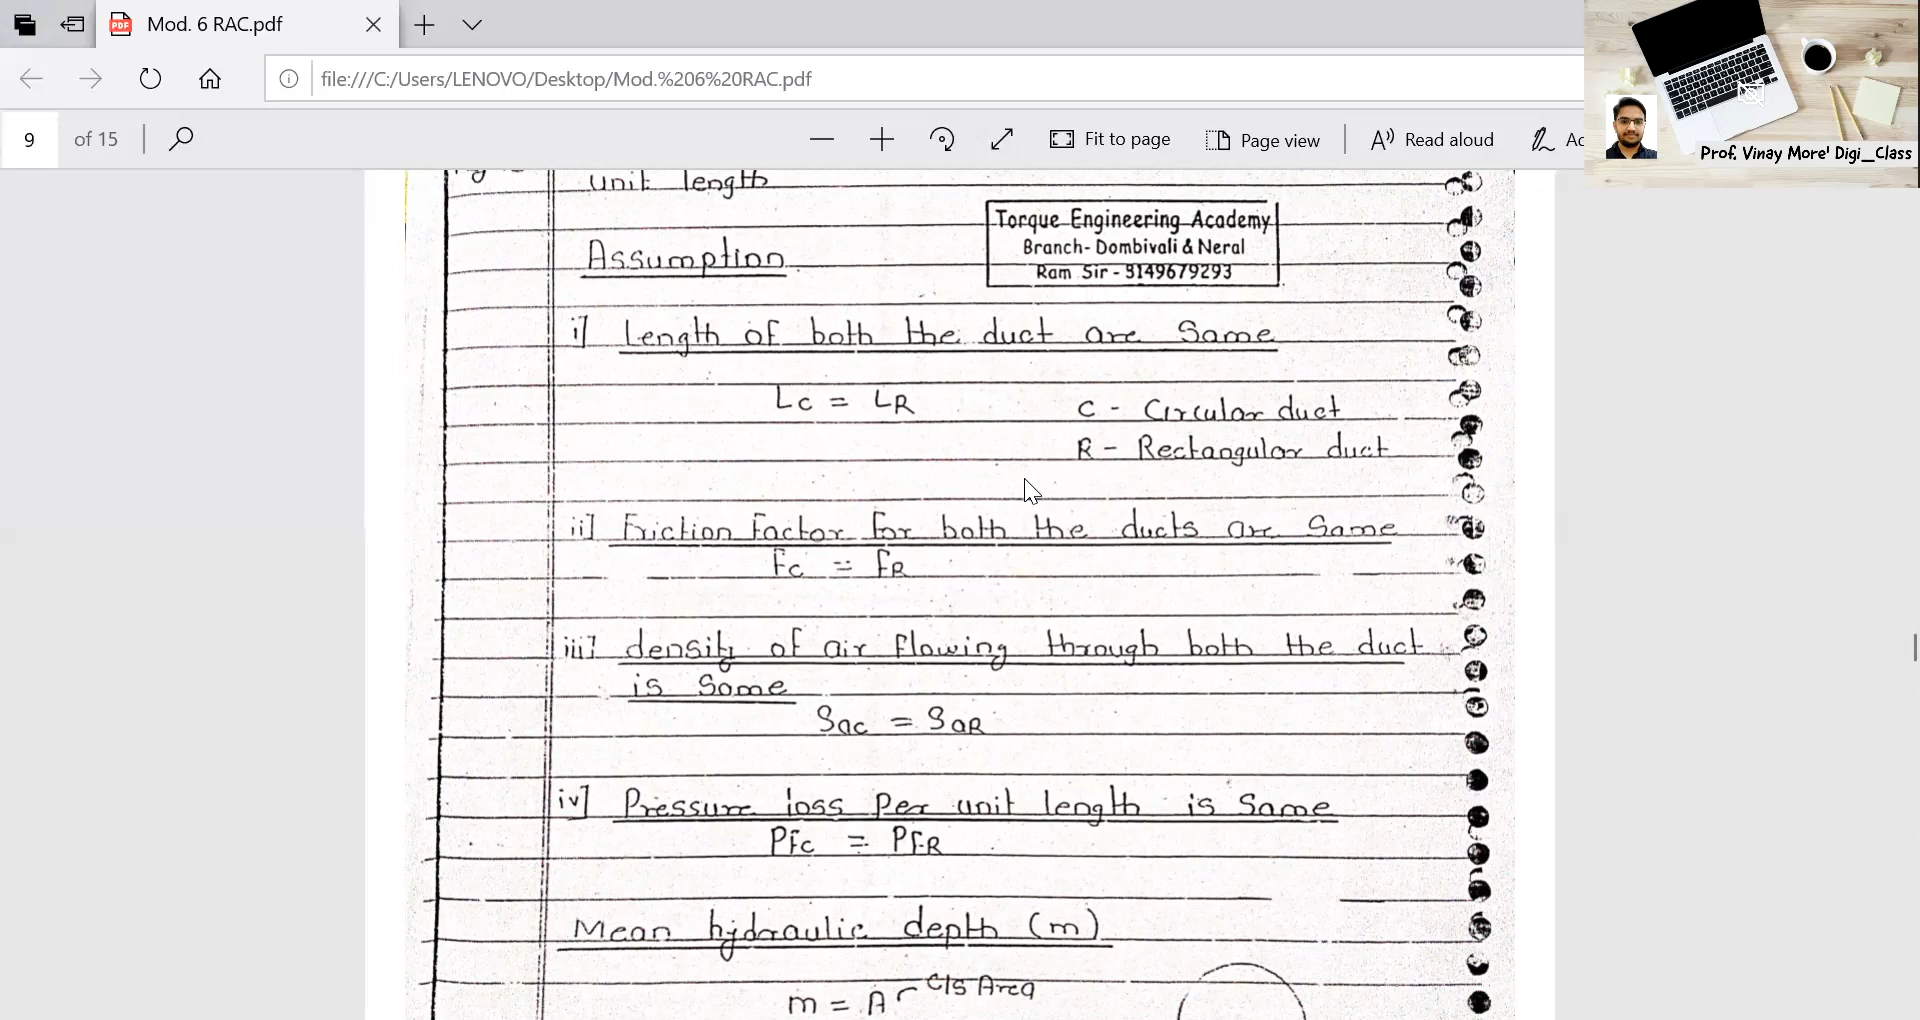 Mod. 6 RAC.pdf
file:///C:/Users/LENOVO/Desktop/Mod.%206%20RAC.pdf
9 of 15
Fit to page
Page view
Read aloud
Prof. Vinay More' Digi_Class
unit length
Torque Engineering Academy
Branch- Dombivali & Neral
Ram Sir - 9149679293
Assumption
i] Length of both the duct are Same
Lc = LR
C - Circular duct
R - Rectangular duct
ii] Friction Factor for both the ducts are Same
Fc = FR
iii] density of air flowing through both the duct
is Same
Sac = SaR
iv] Pressure loss Per unit length is Same
PFc = PFR
Mean hydraulic depth (m)
m = A
C/s Area